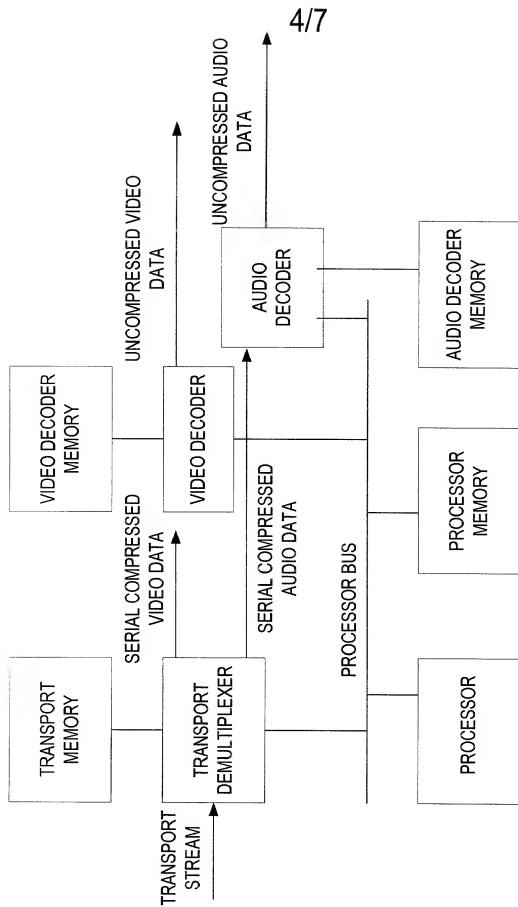 4/7
TRANSPORT
MEMORY
VIDEO DECODER
MEMORY
TRANSPORT
STREAM
TRANSPORT
DEMULTIPLEXER
SERIAL COMPRESSED
VIDEO DATA
VIDEO DECODER
UNCOMPRESSED VIDEO
DATA
SERIAL COMPRESSED
AUDIO DATA
AUDIO
DECODER
UNCOMPRESSED AUDIO
DATA
PROCESSOR BUS
PROCESSOR
PROCESSOR
MEMORY
AUDIO DECODER
MEMORY